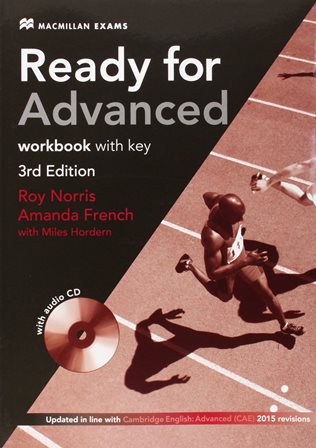 MACMILLAN EXAMS
Ready for
Advanced
workbook with key
3rd Edition
Roy Norris
Amanda French
with Miles Hordern
with audio CD
Updated in line with Cambridge English: Advanced (CAE) 2015 revisions